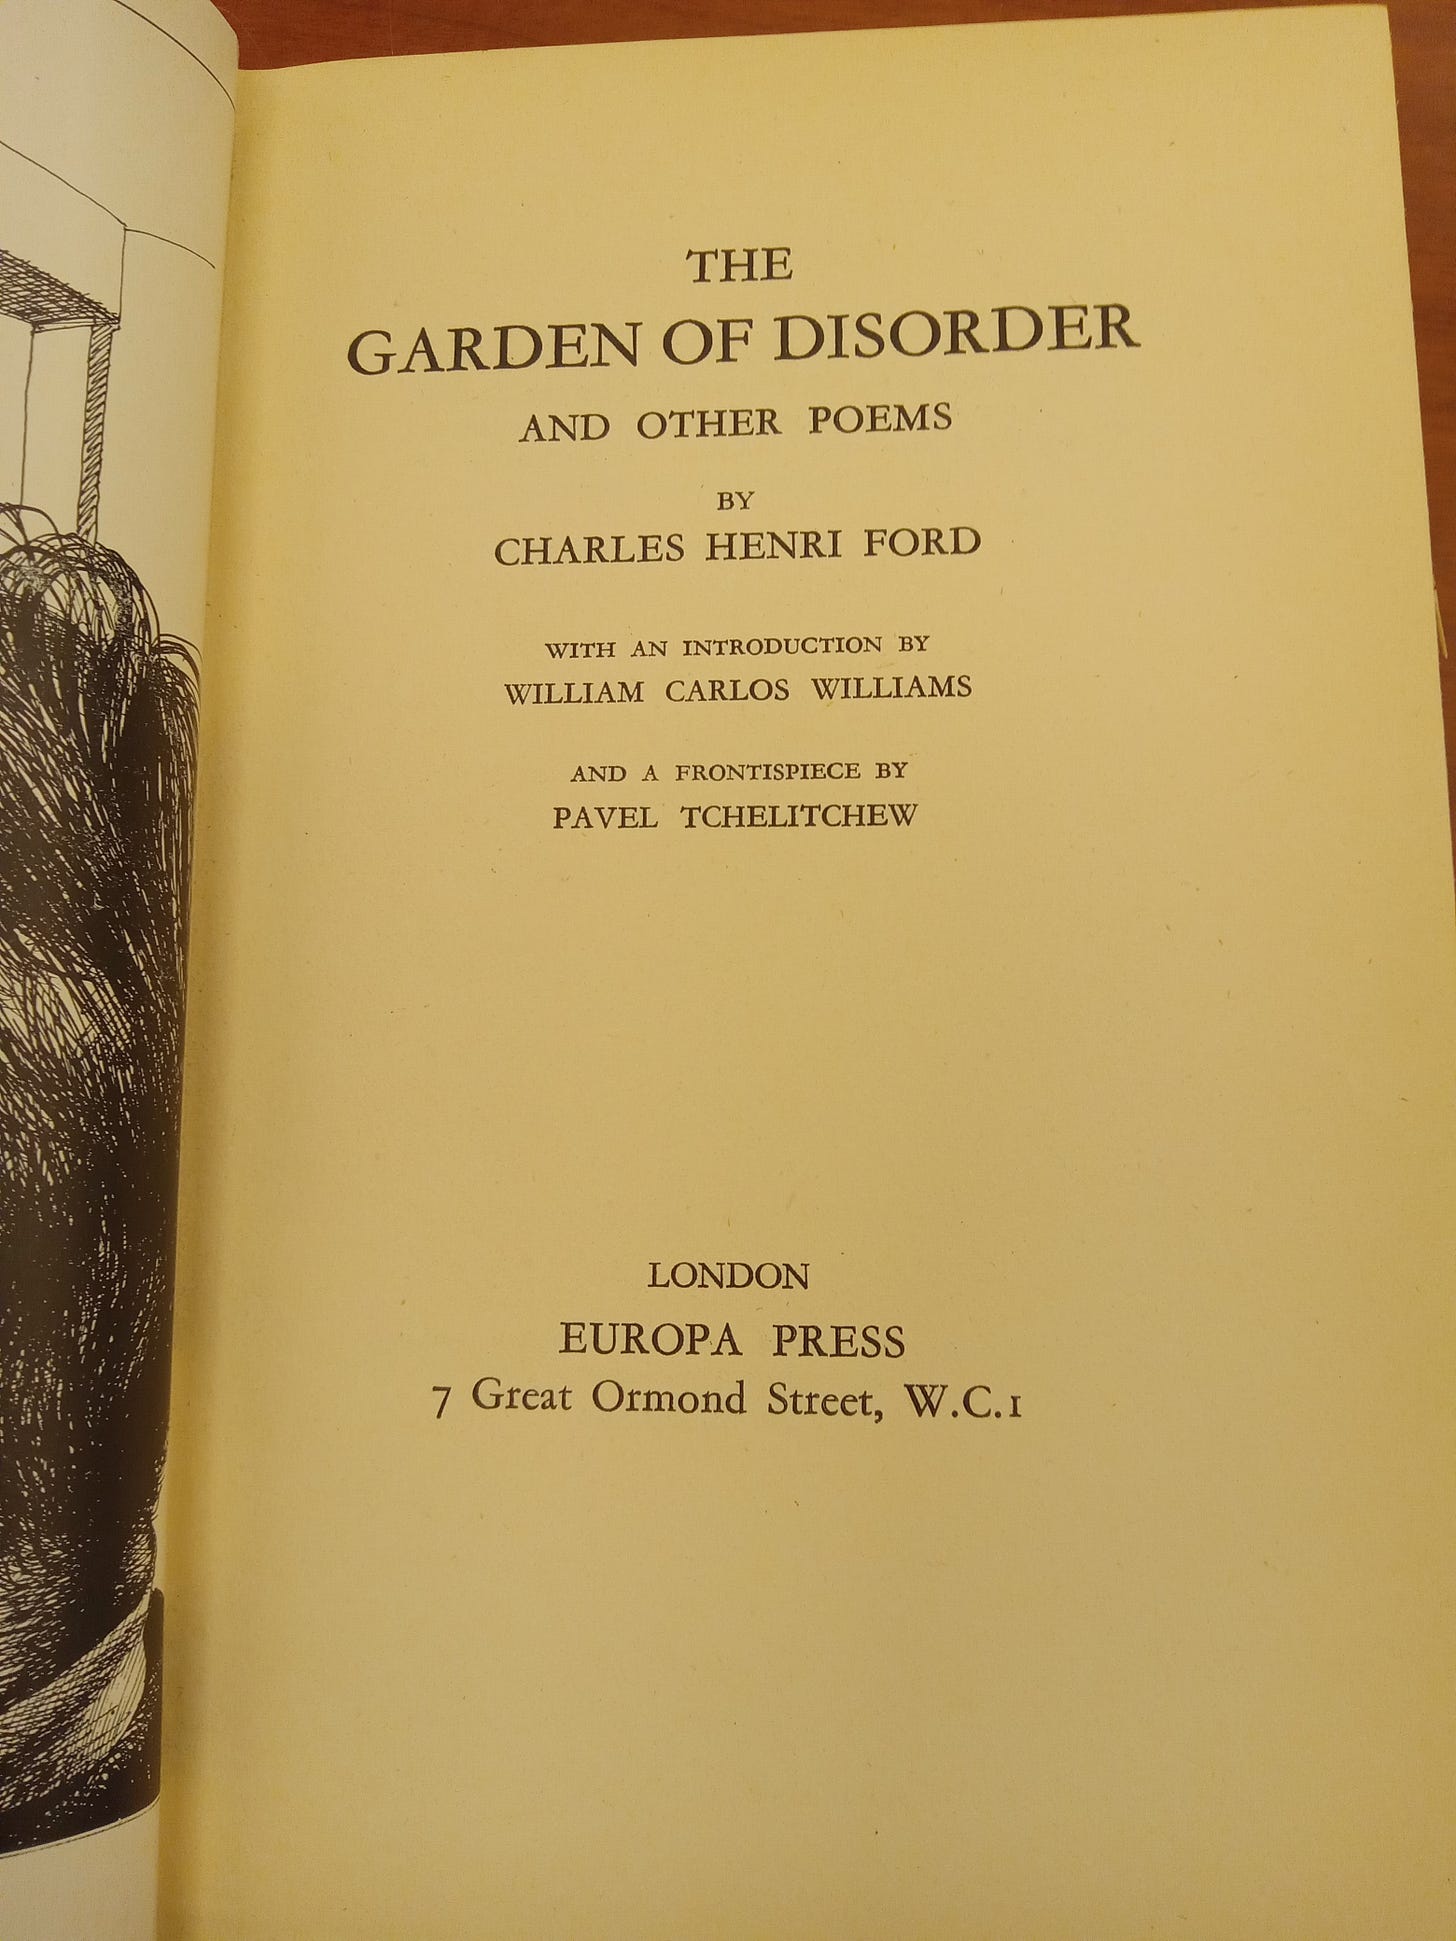 THE
GARDEN OF DISORDER
AND OTHER POEMS
BY
CHARLES HENRI FORD
WITH AN INTRODUCTION BY
WILLIAM CARLOS WILLIAMS
AND A FRONTISPIECE BY
PAVEL TCHELITCHEW
LONDON
EUROPA PRESS
7 Great Ormond Street, W.C.1